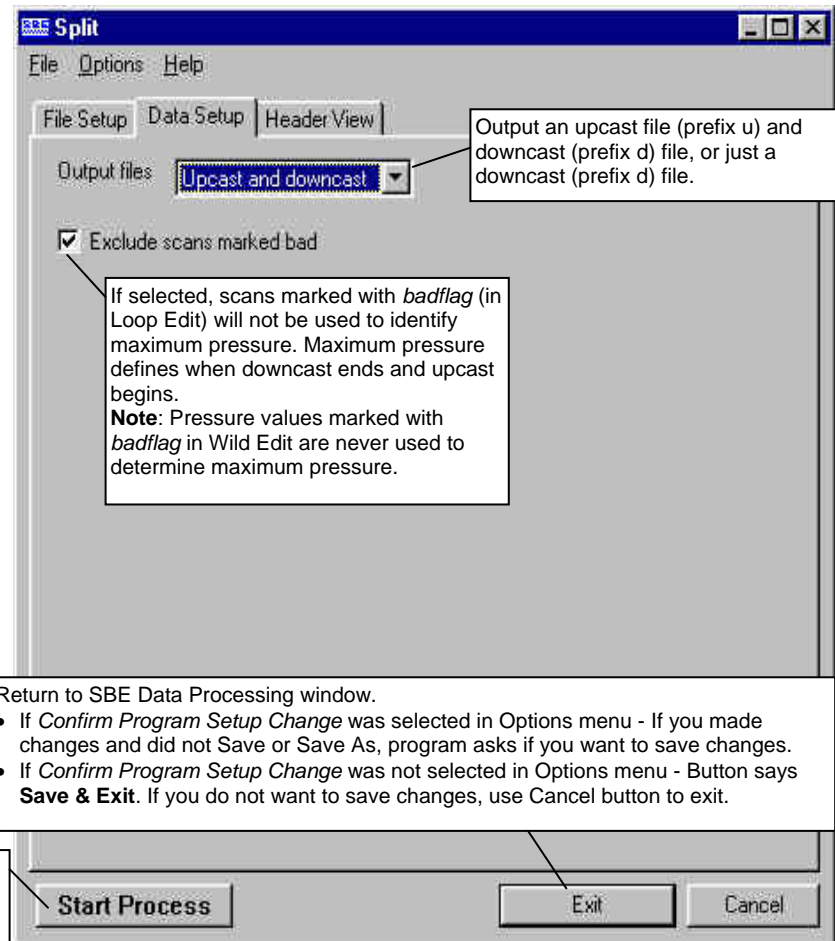 SBE Split
File Options Help
File Setup Data Setup Header View
Output an upcast file (prefix u) and
downcast (prefix d) file, or just a
downcast (prefix d) file.
Output files Upcast and downcast
Exclude scans marked bad
If selected, scans marked with badflag (in
Loop Edit) will not be used to identify
maximum pressure. Maximum pressure
defines when downcast ends and upcast
begins.
Note: Pressure values marked with
badflag in Wild Edit are never used to
determine maximum pressure.
Return to SBE Data Processing window.
• If Confirm Program Setup Change was selected in Options menu - If you made
changes and did not Save or Save As, program asks if you want to save changes.
• If Confirm Program Setup Change was not selected in Options menu - Button says
Save & Exit. If you do not want to save changes, use Cancel button to exit.
Start Process Exit Cancel